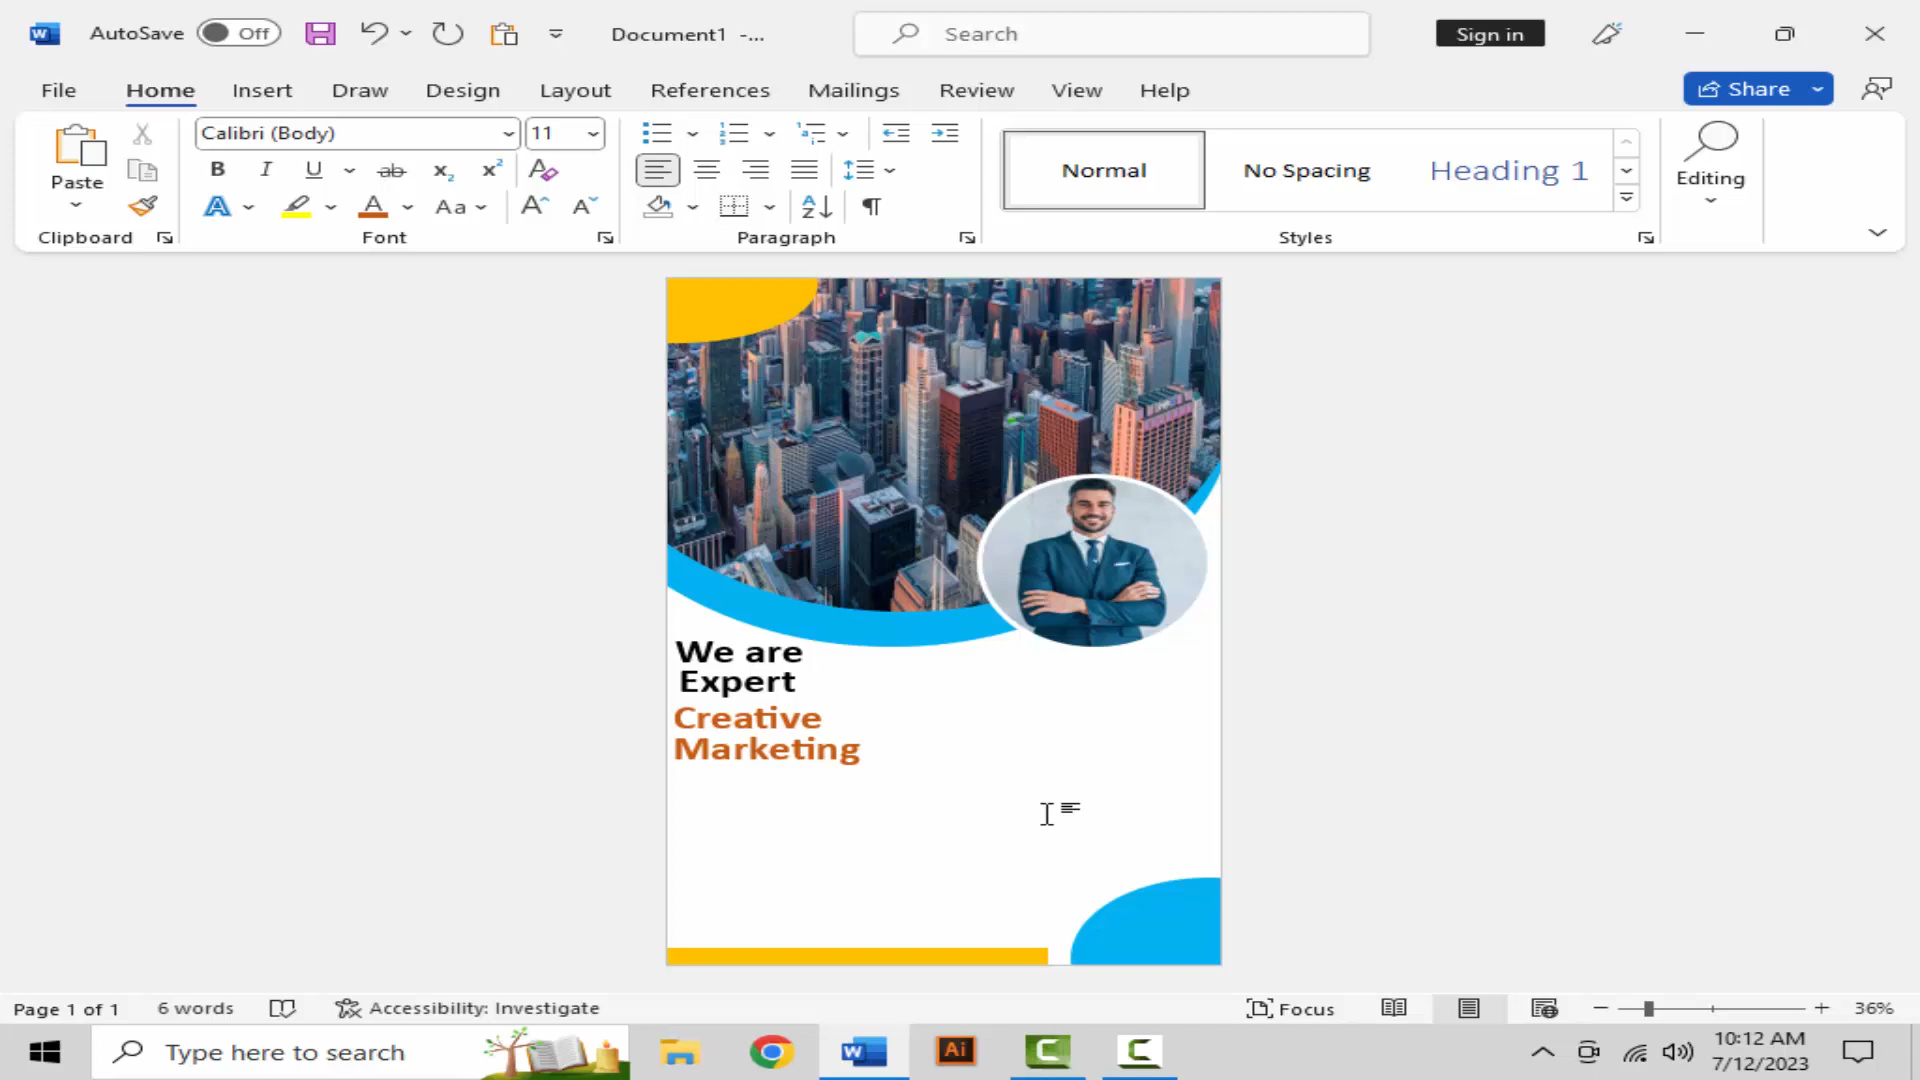 AutoSave Off Document1 -... Search Sign in
File Home Insert Draw Design Layout References Mailings Review View Help Share
Paste Calibri (Body) 11 Normal No Spacing Heading 1 Editing
B I U ab x₂ x² A
A A Aa A A A Z
Clipboard Font Paragraph Styles
We are
Expert
Creative
Marketing
Page 1 of 1 6 words Accessibility: Investigate Focus 36%
Type here to search W Ai C C 10:12 AM
7/12/2023